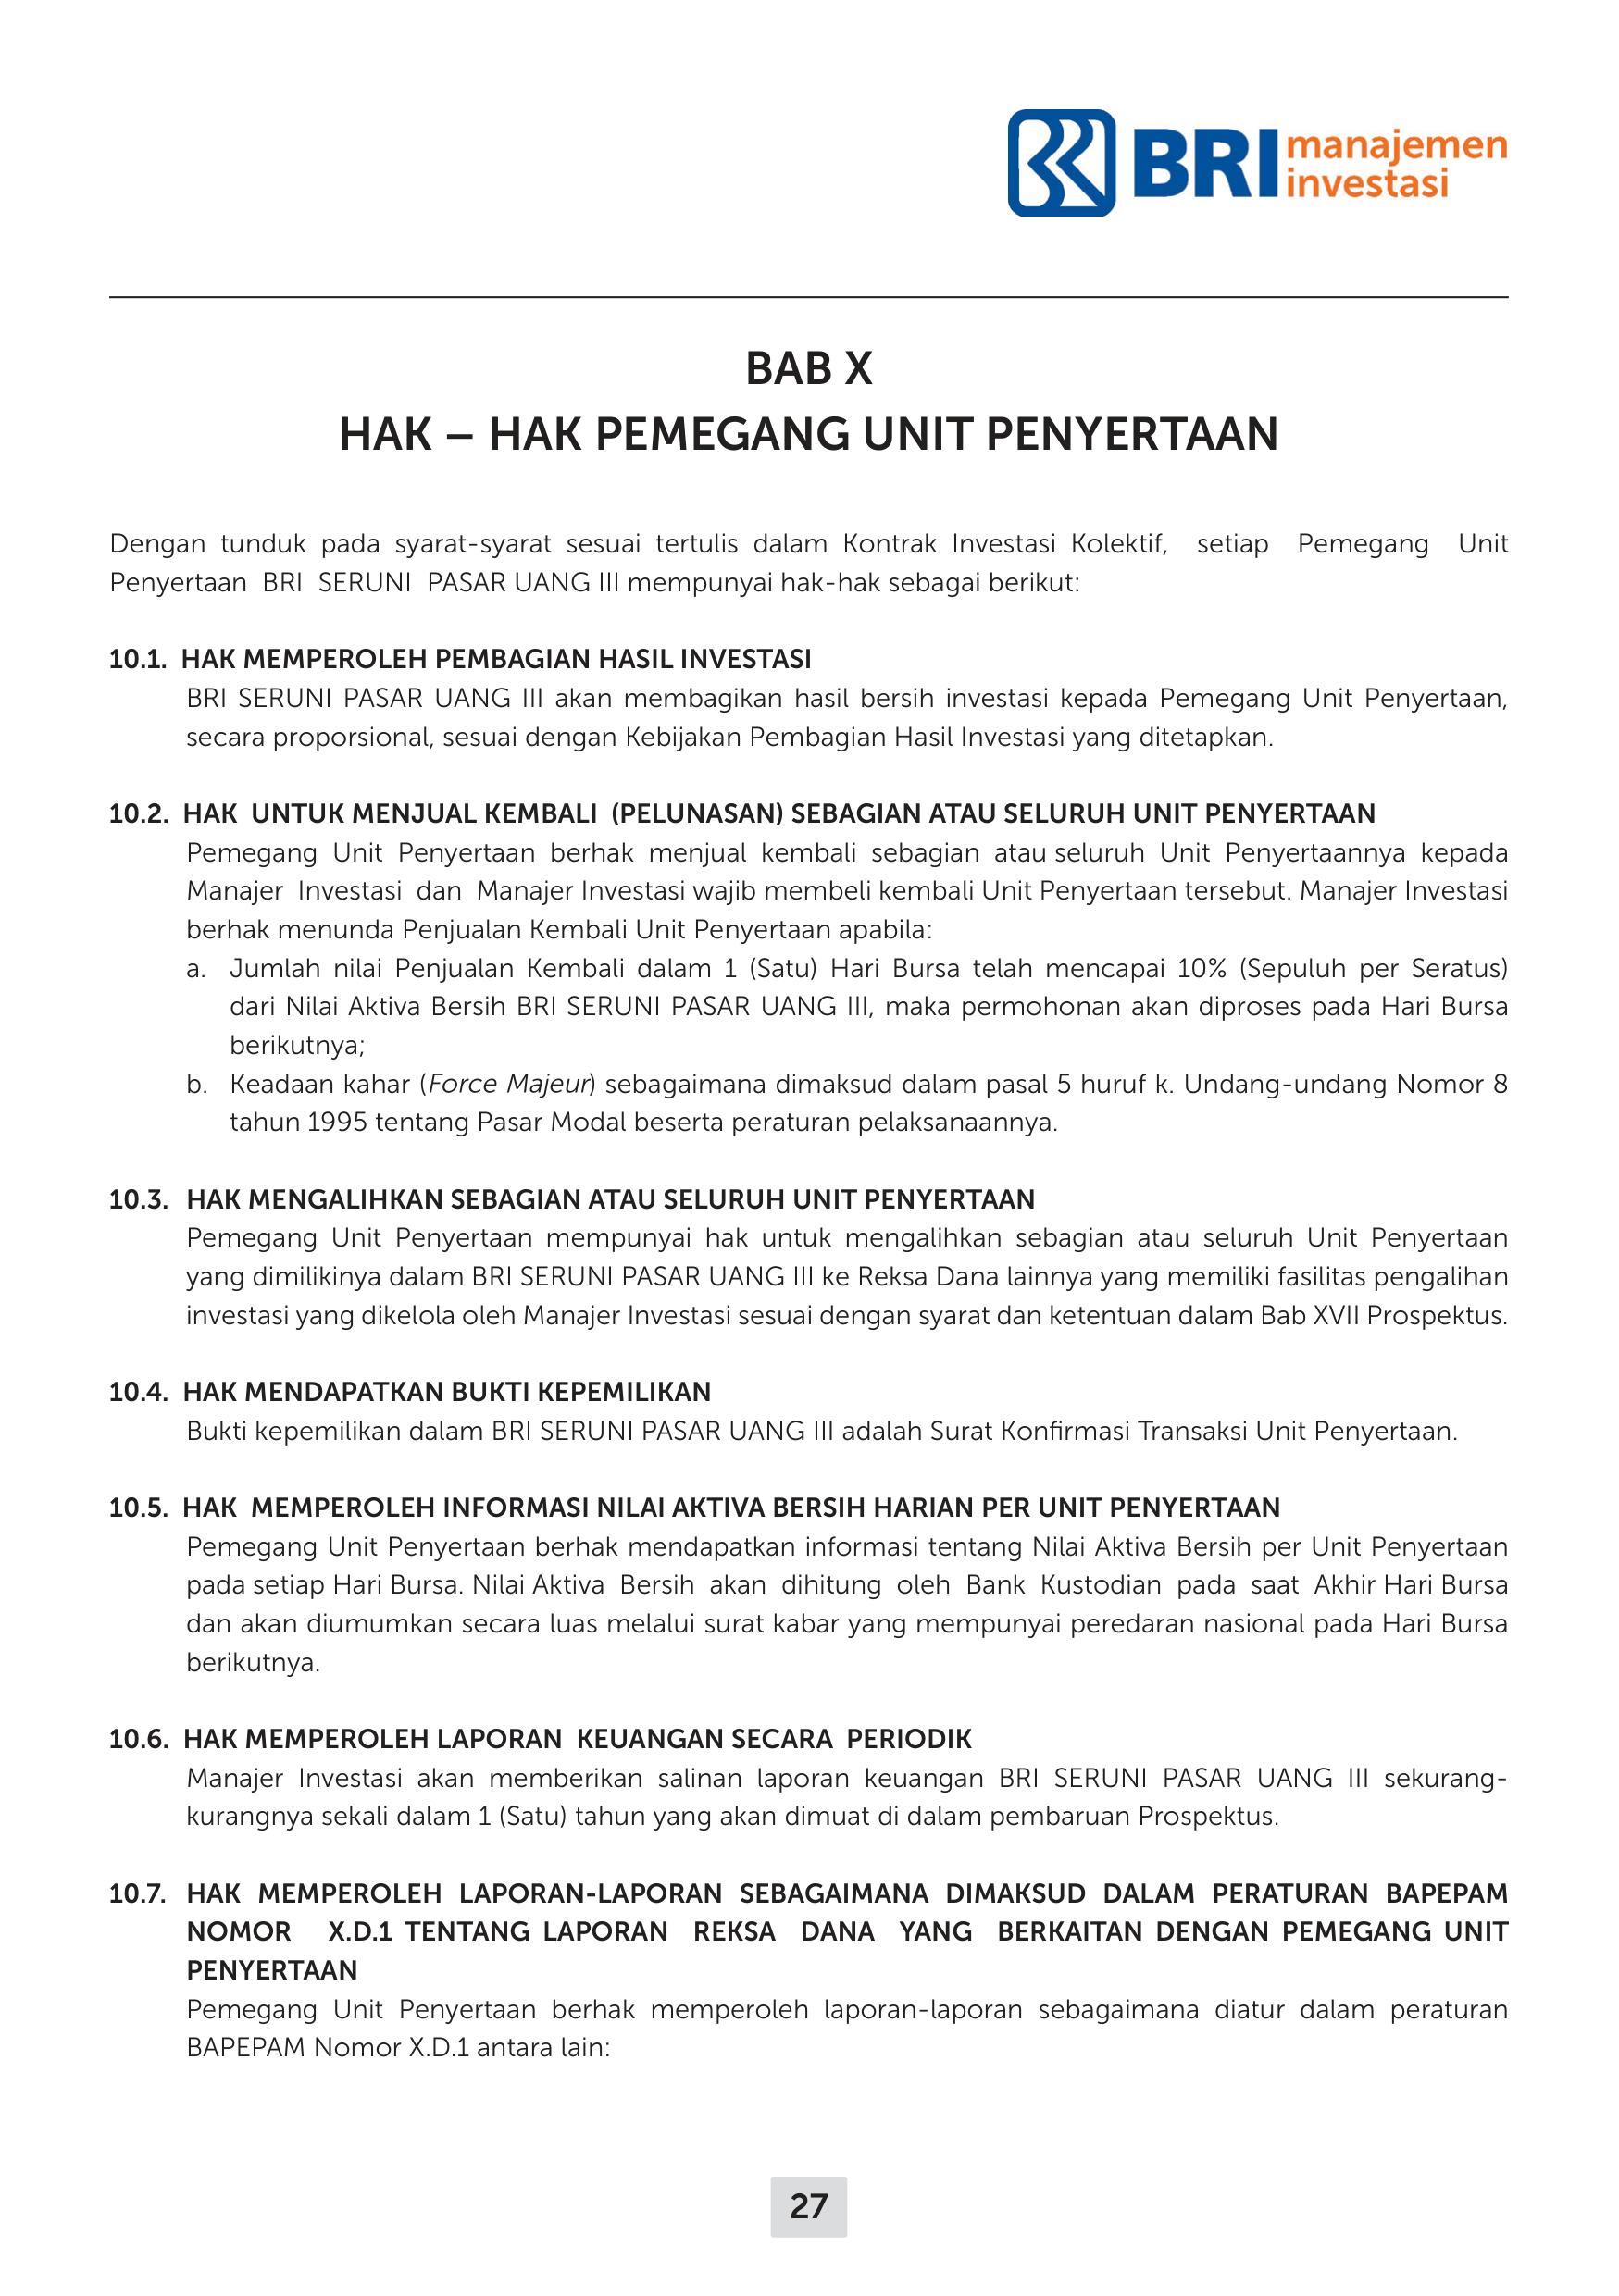 BRI manajemen
investasi
BAB X
HAK – HAK PEMEGANG UNIT PENYERTAAN
Dengan tunduk pada syarat-syarat sesuai tertulis dalam Kontrak Investasi Kolektif, setiap Pemegang Unit
Penyertaan BRI SERUNI PASAR UANG III mempunyai hak-hak sebagai berikut:
10.1. HAK MEMPEROLEH PEMBAGIAN HASIL INVESTASI
BRI SERUNI PASAR UANG III akan membagikan hasil bersih investasi kepada Pemegang Unit Penyertaan,
secara proporsional, sesuai dengan Kebijakan Pembagian Hasil Investasi yang ditetapkan.
10.2. HAK UNTUK MENJUAL KEMBALI (PELUNASAN) SEBAGIAN ATAU SELURUH UNIT PENYERTAAN
Pemegang Unit Penyertaan berhak menjual kembali sebagian atau seluruh Unit Penyertaannya kepada
Manajer Investasi dan Manajer Investasi wajib membeli kembali Unit Penyertaan tersebut. Manajer Investasi
berhak menunda Penjualan Kembali Unit Penyertaan apabila:
a. Jumlah nilai Penjualan Kembali dalam 1 (Satu) Hari Bursa telah mencapai 10% (Sepuluh per Seratus)
dari Nilai Aktiva Bersih BRI SERUNI PASAR UANG III, maka permohonan akan diproses pada Hari Bursa
berikutnya;
b. Keadaan kahar (Force Majeur) sebagaimana dimaksud dalam pasal 5 huruf k. Undang-undang Nomor 8
tahun 1995 tentang Pasar Modal beserta peraturan pelaksanaannya.
10.3. HAK MENGALIHKAN SEBAGIAN ATAU SELURUH UNIT PENYERTAAN
Pemegang Unit Penyertaan mempunyai hak untuk mengalihkan sebagian atau seluruh Unit Penyertaan
yang dimilikinya dalam BRI SERUNI PASAR UANG III ke Reksa Dana lainnya yang memiliki fasilitas pengalihan
investasi yang dikelola oleh Manajer Investasi sesuai dengan syarat dan ketentuan dalam Bab XVII Prospektus.
10.4. HAK MENDAPATKAN BUKTI KEPEMILIKAN
Bukti kepemilikan dalam BRI SERUNI PASAR UANG III adalah Surat Konfirmasi Transaksi Unit Penyertaan.
10.5. HAK MEMPEROLEH INFORMASI NILAI AKTIVA BERSIH HARIAN PER UNIT PENYERTAAN
Pemegang Unit Penyertaan berhak mendapatkan informasi tentang Nilai Aktiva Bersih per Unit Penyertaan
pada setiap Hari Bursa. Nilai Aktiva Bersih akan dihitung oleh Bank Kustodian pada saat Akhir Hari Bursa
dan akan diumumkan secara luas melalui surat kabar yang mempunyai peredaran nasional pada Hari Bursa
berikutnya.
10.6. HAK MEMPEROLEH LAPORAN KEUANGAN SECARA PERIODIK
Manajer Investasi akan memberikan salinan laporan keuangan BRI SERUNI PASAR UANG III sekurang-
kurangnya sekali dalam 1 (Satu) tahun yang akan dimuat di dalam pembaruan Prospektus.
10.7. HAK MEMPEROLEH LAPORAN-LAPORAN SEBAGAIMANA DIMAKSUD DALAM PERATURAN BAPEPAM
NOMOR X.D.1 TENTANG LAPORAN REKSA DANA YANG BERKAITAN DENGAN PEMEGANG UNIT
PENYERTAAN
Pemegang Unit Penyertaan berhak memperoleh laporan-laporan sebagaimana diatur dalam peraturan
BAPEPAM Nomor X.D.1 antara lain:
27